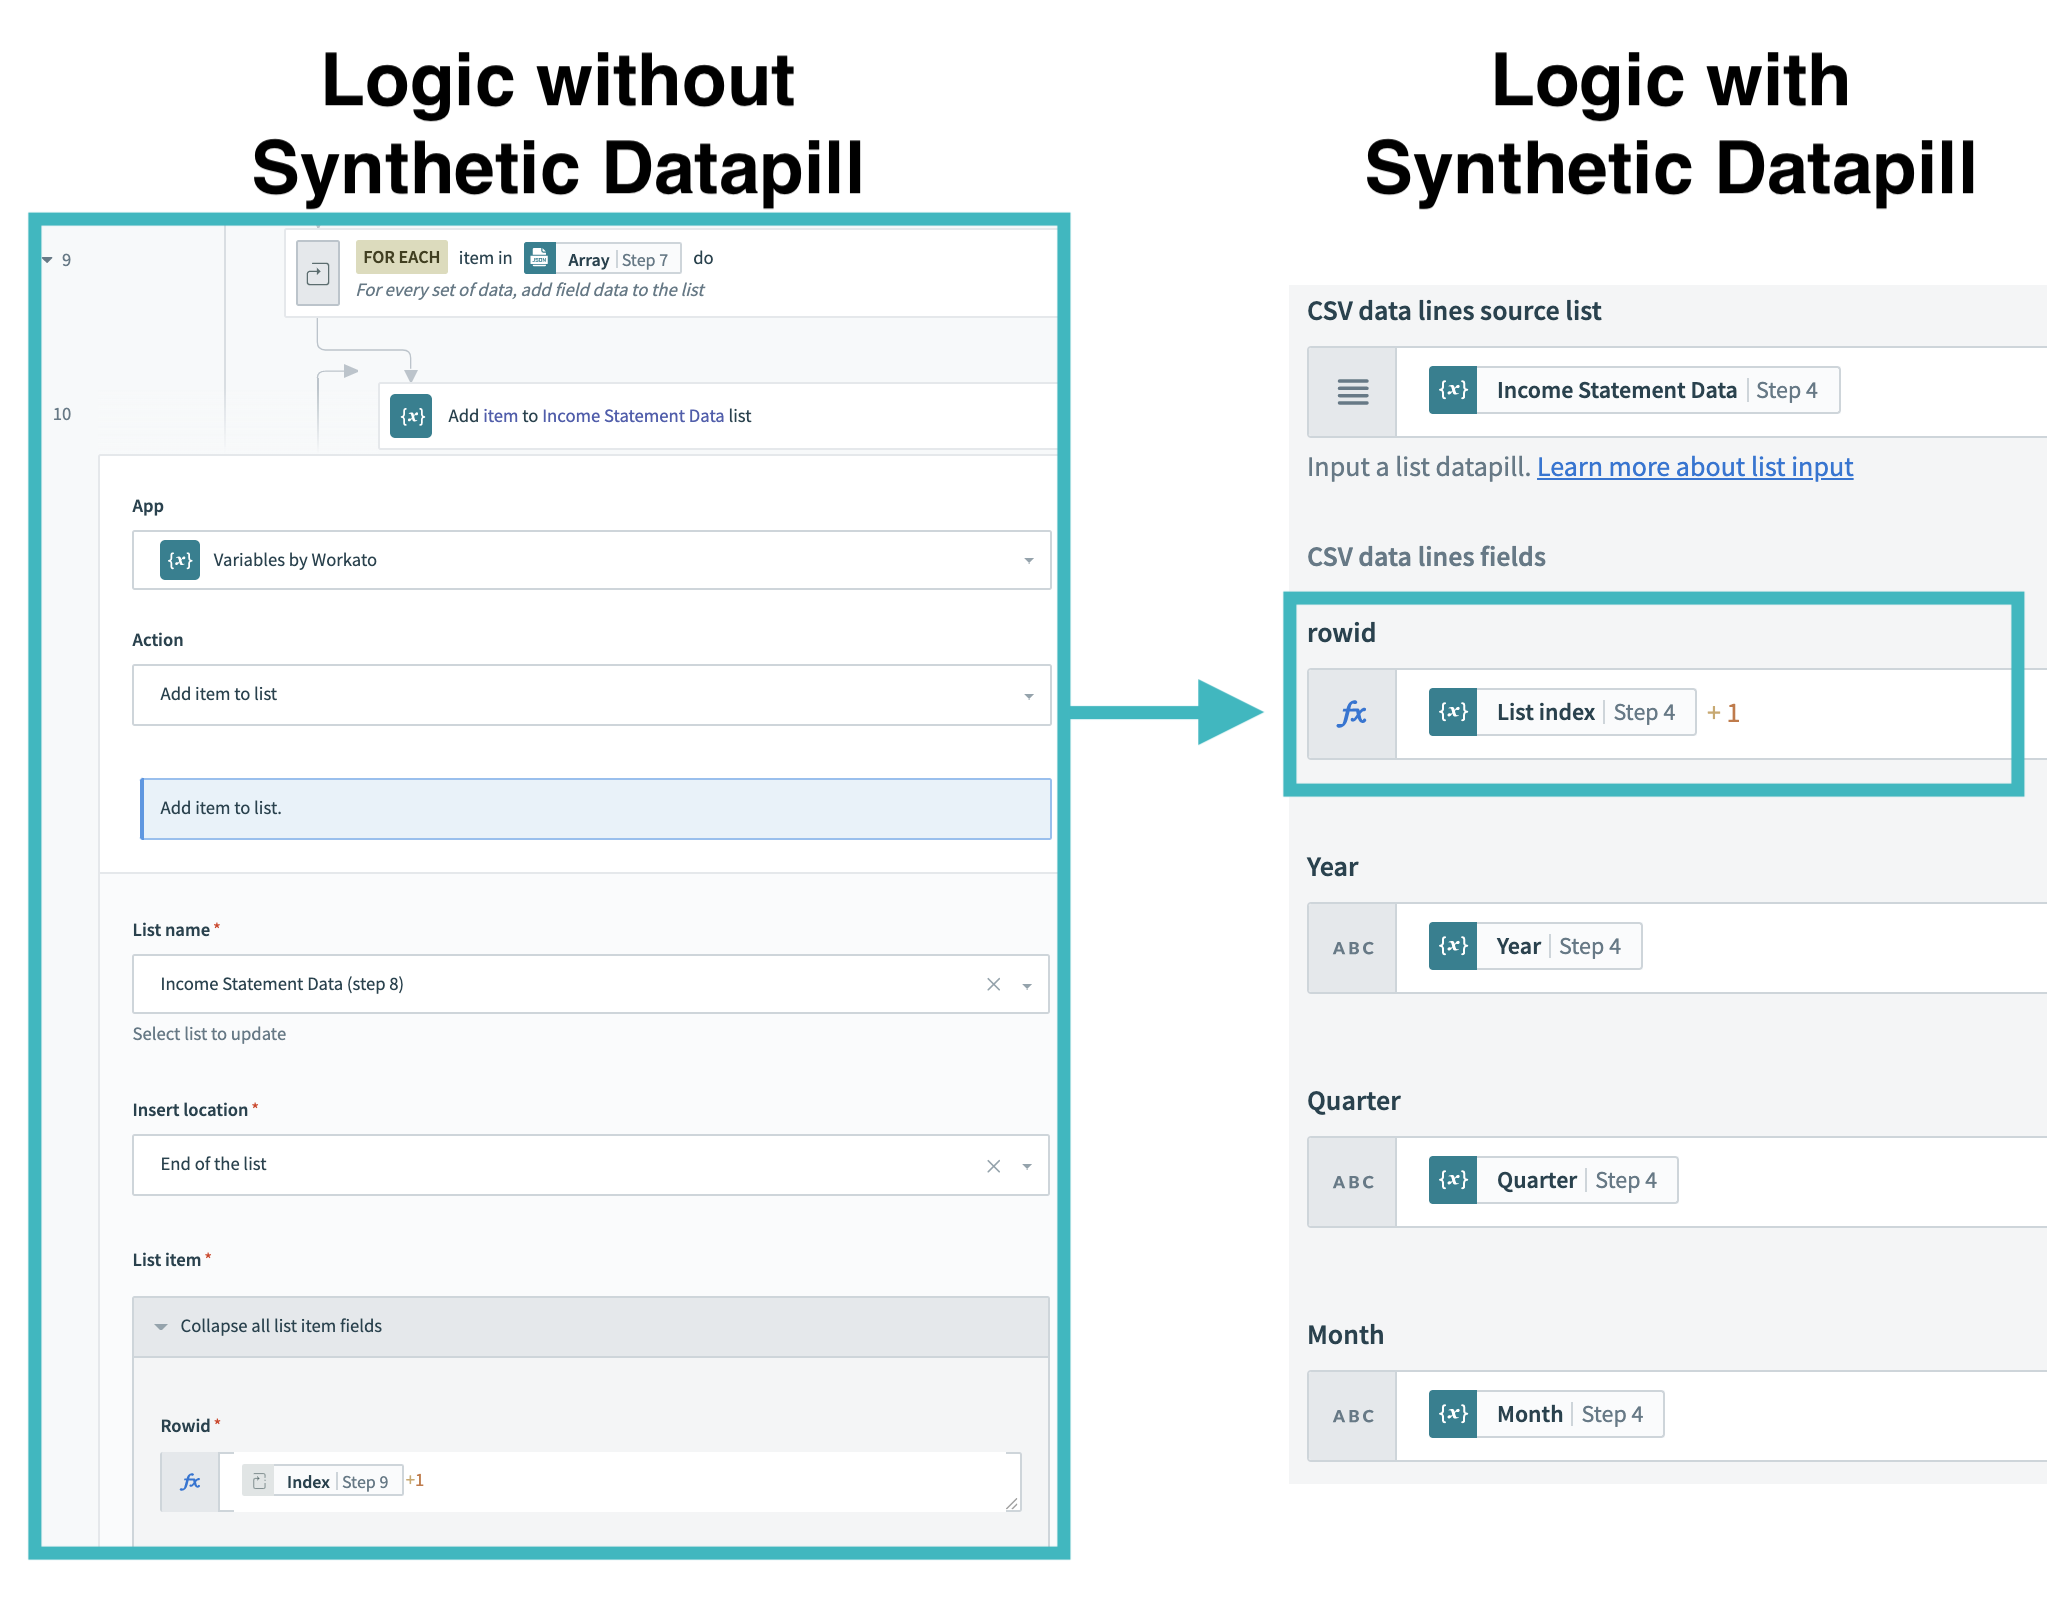 Logic without
Synthetic Datapill
9
FOR EACH item in JSON Array | Step 7 do
For every set of data, add field data to the list
10
{x} Add item to Income Statement Data list
App
{x} Variables by Workato
Action
Add item to list
Add item to list.
List name *
Income Statement Data (step 8)
Select list to update
Insert location *
End of the list
List item *
Collapse all list item fields
Rowid *
fx Index | Step 9 +1
Logic with
Synthetic Datapill
CSV data lines source list
{x} Income Statement Data | Step 4
Input a list datapill. Learn more about list input
CSV data lines fields
rowid
fx {x} List index | Step 4 + 1
Year
ABC {x} Year | Step 4
Quarter
ABC {x} Quarter | Step 4
Month
ABC {x} Month | Step 4